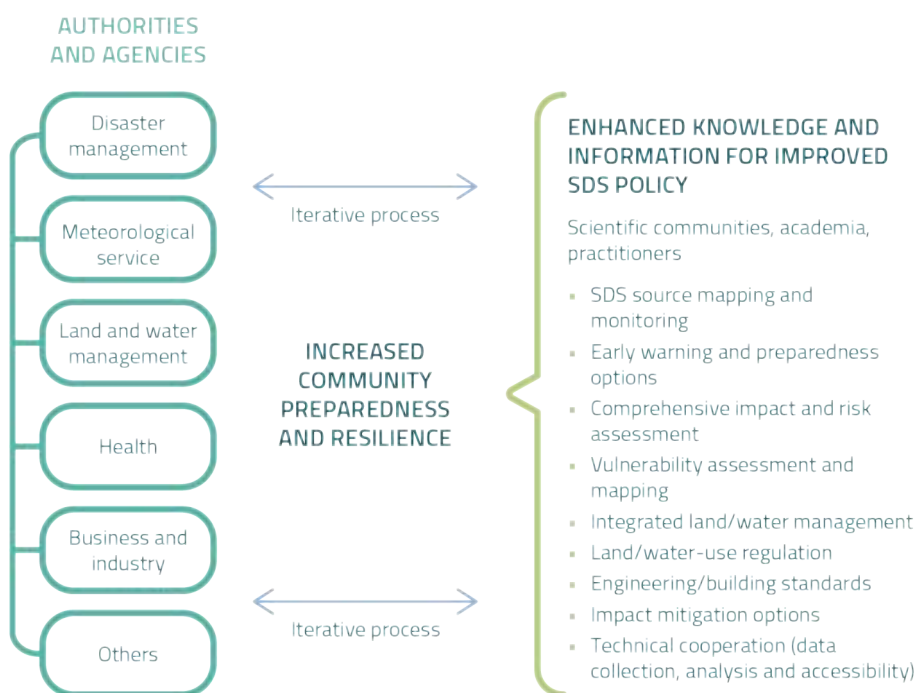 AUTHORITIES
AND AGENCIES
Disaster
management
Meteorological
service
Land and water
management
Health
Business and
industry
Others
Iterative process
INCREASED
COMMUNITY
PREPAREDNESS
AND RESILIENCE
Iterative process
ENHANCED KNOWLEDGE AND
INFORMATION FOR IMPROVED
SDS POLICY
Scientific communities, academia,
practitioners
▪ SDS source mapping and
monitoring
▪ Early warning and preparedness
options
▪ Comprehensive impact and risk
assessment
▪ Vulnerability assessment and
mapping
▪ Integrated land/water management
▪ Land/water-use regulation
▪ Engineering/building standards
▪ Impact mitigation options
▪ Technical cooperation (data
collection, analysis and accessibility)